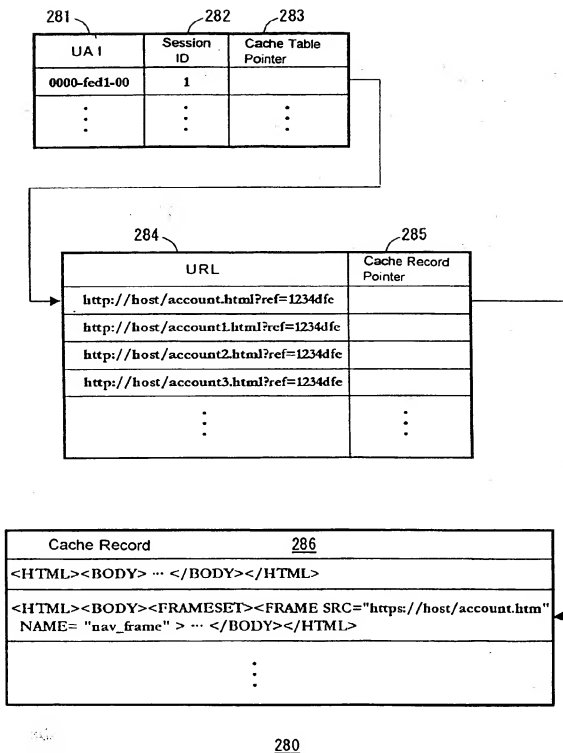 281 282 283
UAI Session ID Cache Table Pointer
0000-fed1-00 1
284 285
URL Cache Record Pointer
http://host/account.html?ref=1234dfe
http://host/account1.html?ref=1234dfe
http://host/account2.html?ref=1234dfe
http://host/account3.html?ref=1234dfe
Cache Record 286
<HTML><BODY> ... </BODY></HTML>
<HTML><BODY><FRAMESET><FRAME SRC="https://host/account.htm"
NAME= "nav_frame" > ... </BODY></HTML>
280